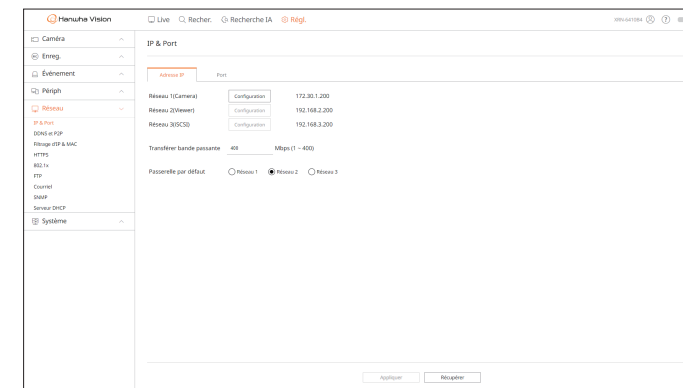 Hanwha Vision
Live Recher. Recherche IA Régl.
Caméra
Enreg.
Évènement
Périph
Réseau
IP & Port
DDNS et P2P
Filtrage d'IP & MAC
HTTPS
802.1x
FTP
Courriel
SNMP
Serveur DHCP
Système
IP & Port
Adresse IP Port
Réseau 1(Camera) Configuration 172.30.1.200
Réseau 2(Viewer) Configuration 192.168.2.200
Réseau 3(iSCSI) Configuration 192.168.3.200
Transférer bande passante 400 Mbps (1 ~ 400)
Passerelle par défaut Réseau 1 Réseau 2 Réseau 3
Appliquer Récupérer